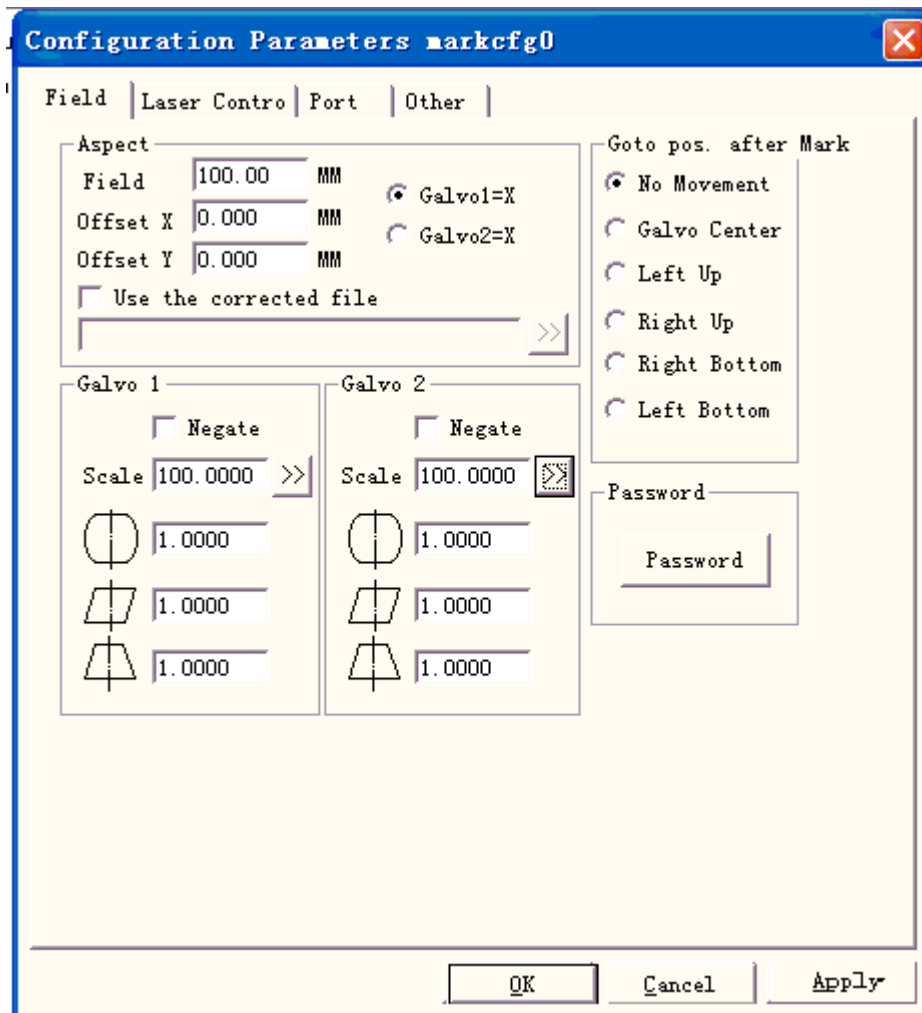 Configuration Parameters markcfg0
Field Laser Contro Port Other
Aspect
Field 100.00 MM
Offset X 0.000 MM
Offset Y 0.000 MM
Galvo1=X
Galvo2=X
Use the corrected file
>>
Goto pos. after Mark
No Movement
Galvo Center
Left Up
Right Up
Right Bottom
Left Bottom
Galvo 1
Negate
Scale 100.0000 >>
1.0000
1.0000
1.0000
Galvo 2
Negate
Scale 100.0000 >>
1.0000
1.0000
1.0000
Password
Password
OK Cancel Apply